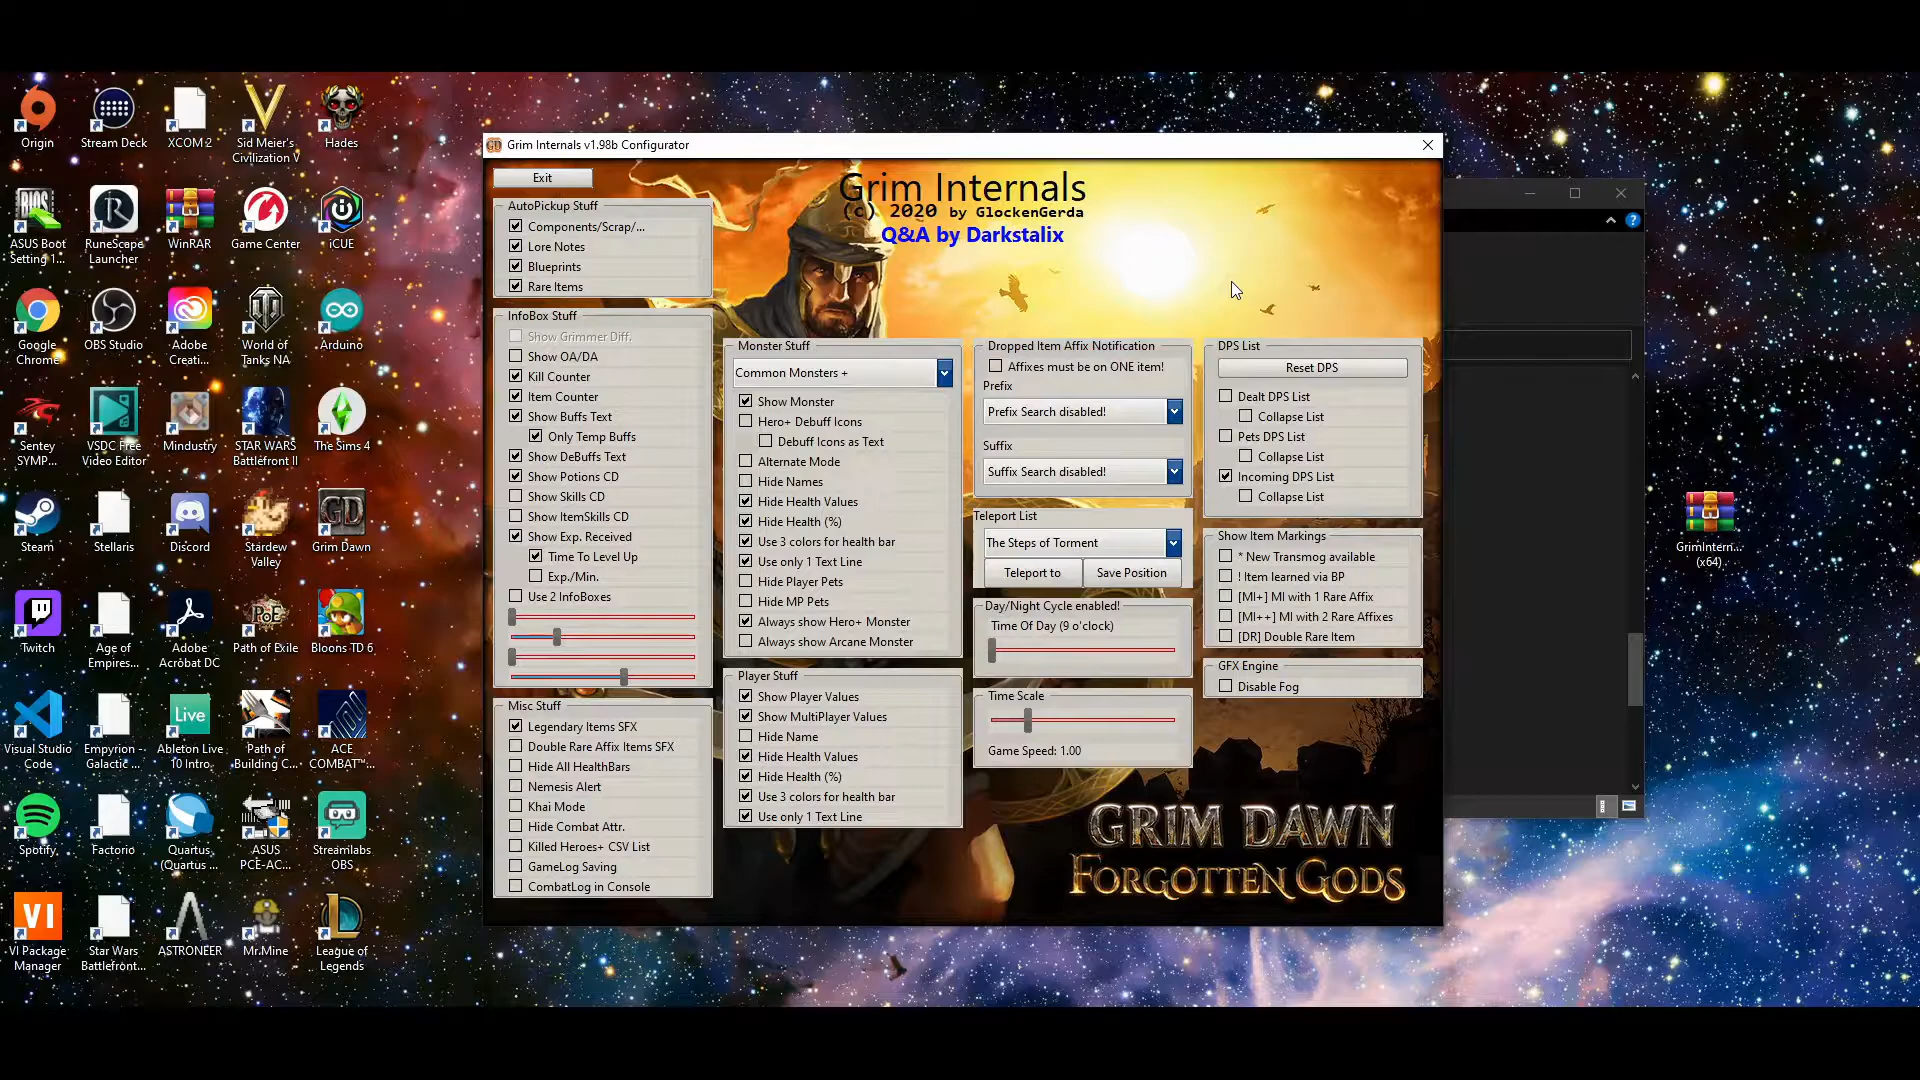 Origin
Stream Deck
XCOM 2
Sid Meier's
Civilization V
Hades
ASUS Boot
Setting 1...
RuneScape
Launcher
WinRAR
Game Center
iCUE
Google
Chrome
OBS Studio
Adobe
Creati...
World of
Tanks NA
Arduino
Sentey
SYMP...
VSDC Free
Video Editor
Mindustry
STAR WARS
Battlefront II
The Sims 4
Steam
Stellaris
Discord
Stardew
Valley
Grim Dawn
Twitch
Age of
Empires...
Adobe
Acrobat DC
Path of Exile
Bloons TD 6
Visual Studio
Code
Empyrion -
Galactic ...
Live
Ableton Live
10 Intro
Path of
Building C...
ACE
COMBAT™...
Spotify
Factorio
Quartus
(Quartus ...
ASUS
PCE-AC...
Streamlabs
OBS
VI
VI Package
Manager
Star Wars
Battlefront...
ASTRONEER
Mr.Mine
League of
Legends
Grim Internals v1.98b Configurator
Exit
Grim Internals
(c) 2020 by GlockenGerda
Q&A by Darkstalix
AutoPickup Stuff
Components/Scrap/...
Lore Notes
Blueprints
Rare Items
InfoBox Stuff
Show Grimmer Diff.
Show OA/DA
Kill Counter
Item Counter
Show Buffs Text
Only Temp Buffs
Show DeBuffs Text
Show Potions CD
Show Skills CD
Show ItemSkills CD
Show Exp. Received
Time To Level Up
Exp./Min.
Use 2 InfoBoxes
Misc Stuff
Legendary Items SFX
Double Rare Affix Items SFX
Hide All HealthBars
Nemesis Alert
Khai Mode
Hide Combat Attr.
Killed Heroes+ CSV List
GameLog Saving
CombatLog in Console
Monster Stuff
Common Monsters +
Show Monster
Hero+ Debuff Icons
Debuff Icons as Text
Alternate Mode
Hide Names
Hide Health Values
Hide Health (%)
Use 3 colors for health bar
Use only 1 Text Line
Hide Player Pets
Hide MP Pets
Always show Hero+ Monster
Always show Arcane Monster
Player Stuff
Show Player Values
Show MultiPlayer Values
Hide Name
Hide Health Values
Hide Health (%)
Use 3 colors for health bar
Use only 1 Text Line
Dropped Item Affix Notification
Affixes must be on ONE item!
Prefix
Prefix Search disabled!
Suffix
Suffix Search disabled!
Teleport List
The Steps of Torment
Teleport to
Save Position
Day/Night Cycle enabled!
Time Of Day (9 o'clock)
Time Scale
Game Speed: 1.00
DPS List
Reset DPS
Dealt DPS List
Collapse List
Pets DPS List
Collapse List
Incoming DPS List
Collapse List
Show Item Markings
* New Transmog available
! Item learned via BP
[MI+] MI with 1 Rare Affix
[MI++] MI with 2 Rare Affixes
[DR] Double Rare Item
GFX Engine
Disable Fog
GRIM DAWN
FORGOTTEN GODS
GrimIntern...
(x64)